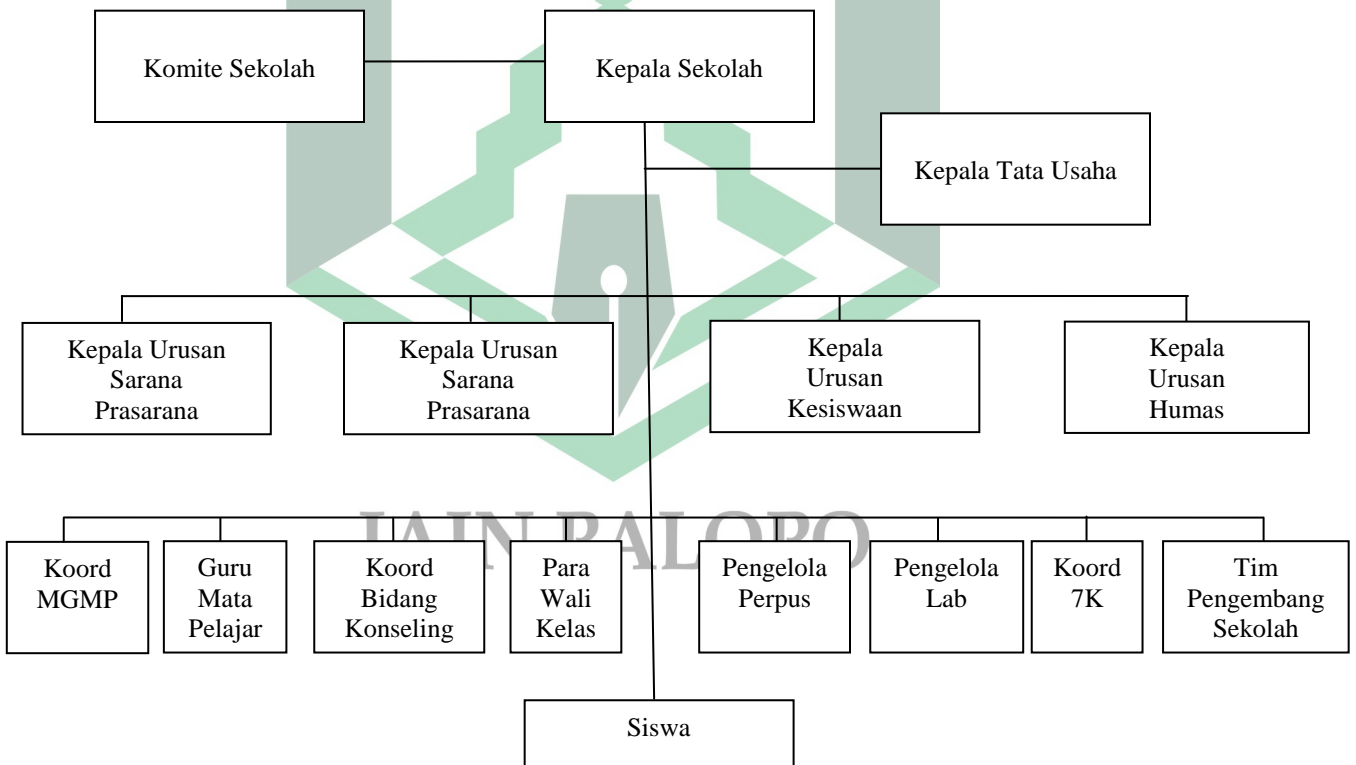 Komite Sekolah
Kepala Sekolah
Kepala Tata Usaha
Kepala Urusan
Sarana
Prasarana
Kepala Urusan
Sarana
Prasarana
Kepala
Urusan
Kesiswaan
Kepala
Urusan
Humas
IAIN PALOPO
Koord
MGMP
Guru
Mata
Pelajar
Koord
Bidang
Konseling
Para
Wali
Kelas
Pengelola
Perpus
Pengelola
Lab
Koord
7K
Tim
Pengembang
Sekolah
Siswa